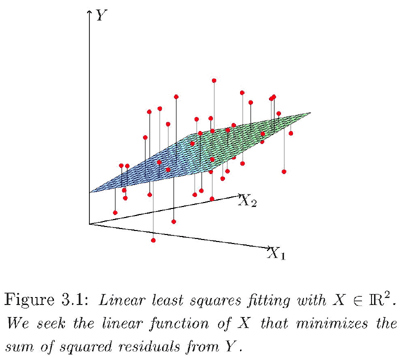 Y
X₂
X₁
Figure 3.1: Linear least squares fitting with X ∈ ℝ².
We seek the linear function of X that minimizes the
sum of squared residuals from Y.